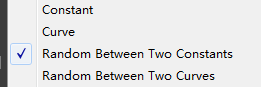 Constant
Curve
Random Between Two Constants
Random Between Two Curves